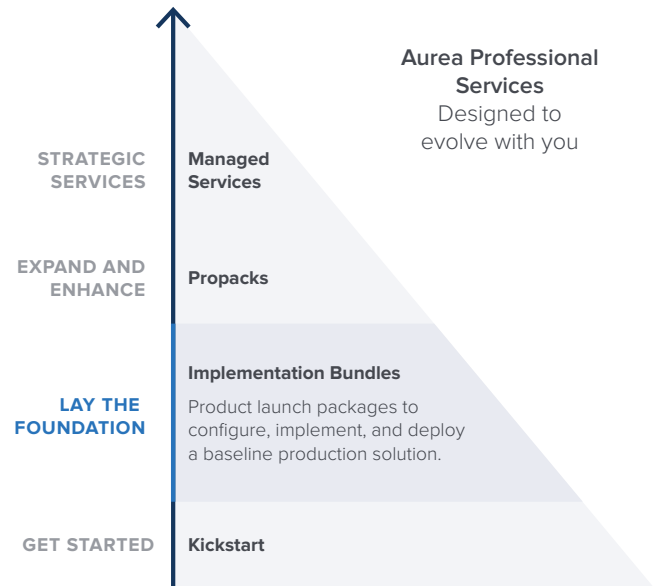 Aurea Professional
Services
Designed to
evolve with you
STRATEGIC
SERVICES
Managed
Services
EXPAND AND
ENHANCE
Propacks
LAY THE
FOUNDATION
Implementation Bundles
Product launch packages to
configure, implement, and deploy
a baseline production solution.
GET STARTED
Kickstart